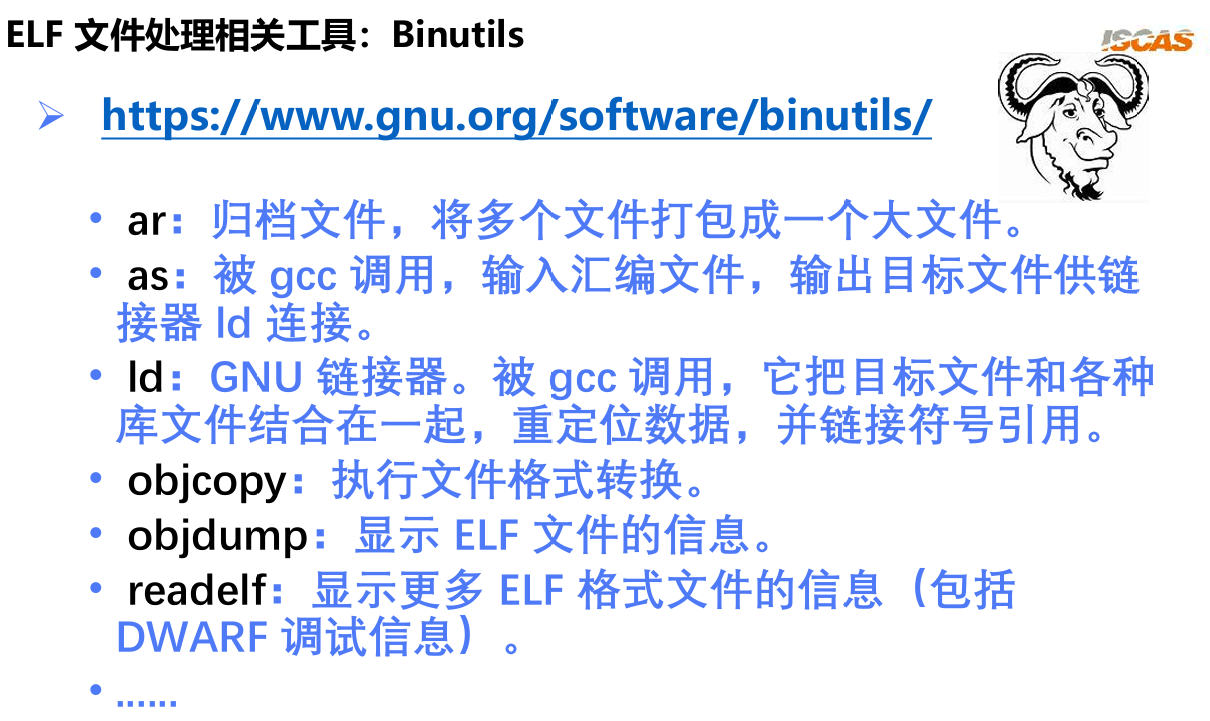 ELF 文件处理相关工具：Binutils
ISCAS
➢ https://www.gnu.org/software/binutils/
• ar：归档文件，将多个文件打包成一个大文件。
• as：被 gcc 调用，输入汇编文件，输出目标文件供链
接器 ld 连接。
• ld：GNU 链接器。被 gcc 调用，它把目标文件和各种
库文件结合在一起，重定位数据，并链接符号引用。
• objcopy：执行文件格式转换。
• objdump：显示 ELF 文件的信息。
• readelf：显示更多 ELF 格式文件的信息（包括
DWARF 调试信息）。
• ......